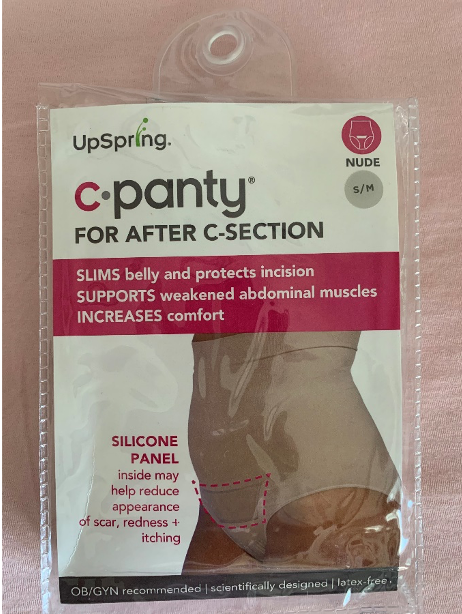 UpSpring.
NUDE
S/M
c•panty®
FOR AFTER C-SECTION
SLIMS belly and protects incision
SUPPORTS weakened abdominal muscles
INCREASES comfort
SILICONE
PANEL
inside may
help reduce
appearance
of scar, redness +
itching
OB/GYN recommended | scientifically designed | latex-free